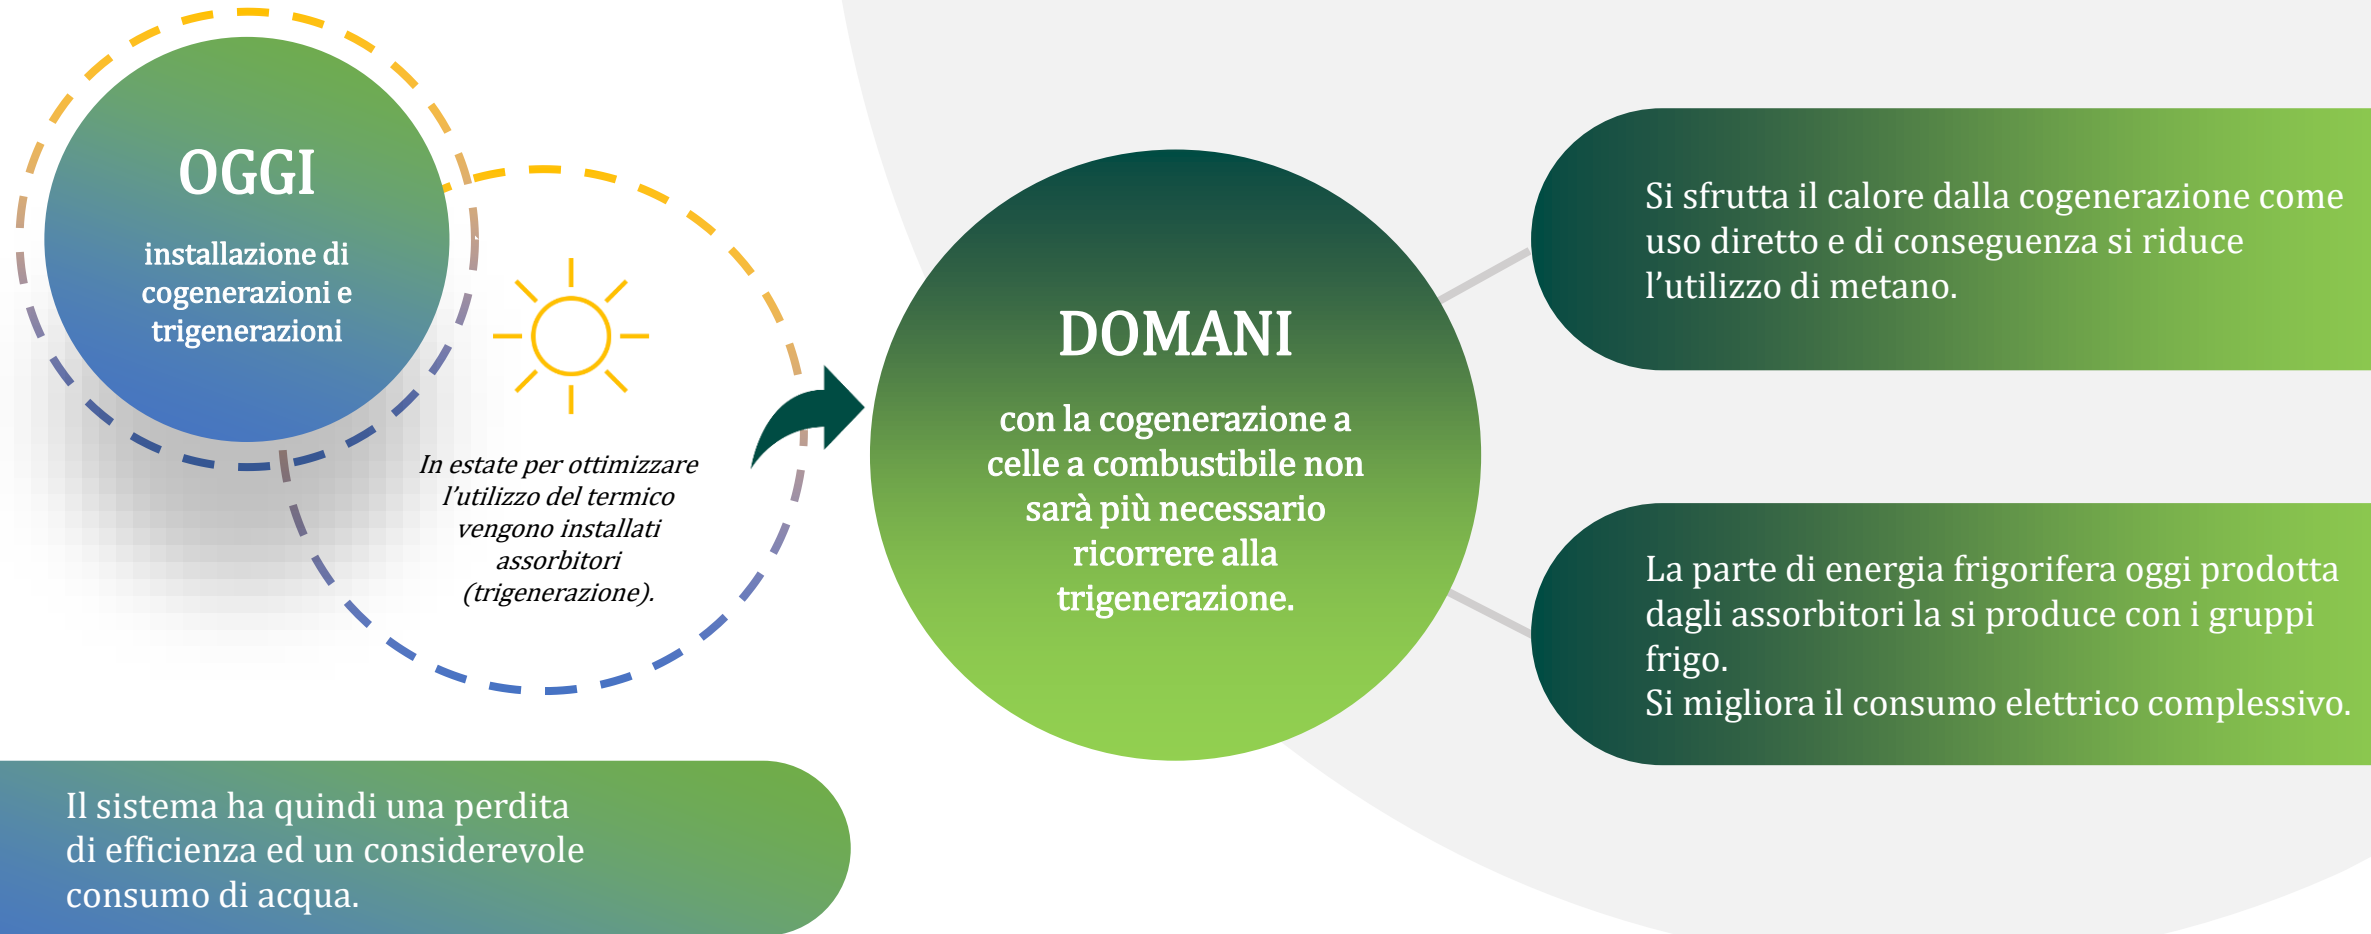 OGGI
installazione di
cogenerazioni e
trigenerazioni
In estate per ottimizzare
l’utilizzo del termico
vengono installati
assorbitori
(trigenerazione).
Il sistema ha quindi una perdita
di efficienza ed un considerevole
consumo di acqua.
DOMANI
con la cogenerazione a
celle a combustibile non
sarà più necessario
ricorrere alla
trigenerazione.
Si sfrutta il calore dalla cogenerazione come
uso diretto e di conseguenza si riduce
l’utilizzo di metano.
La parte di energia frigorifera oggi prodotta
dagli assorbitori la si produce con i gruppi
frigo.
Si migliora il consumo elettrico complessivo.